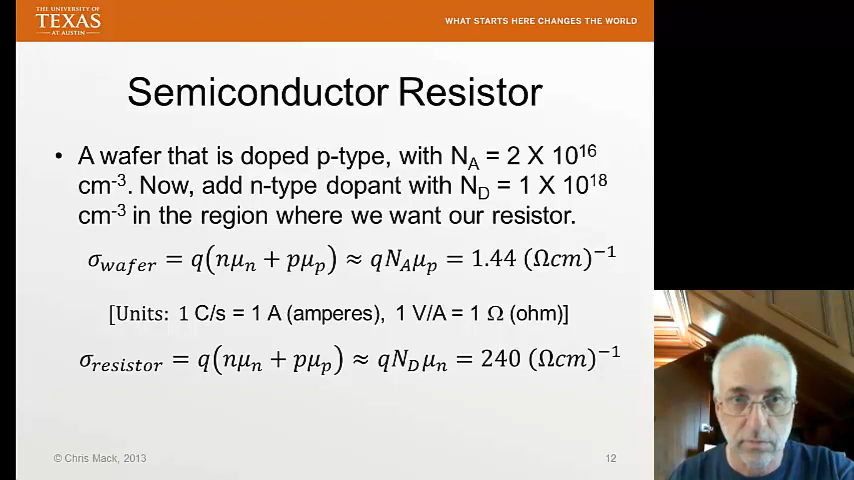 THE UNIVERSITY OF
TEXAS
AT AUSTIN
WHAT STARTS HERE CHANGES THE WORLD
Semiconductor Resistor
• A wafer that is doped p-type, with N_A = 2 X 10^16
cm^-3. Now, add n-type dopant with N_D = 1 X 10^18
cm^-3 in the region where we want our resistor.
σ_wafer = q(nμ_n + pμ_p) ≈ qN_Aμ_p = 1.44 (Ωcm)^−1
[Units: 1 C/s = 1 A (amperes), 1 V/A = 1 Ω (ohm)]
σ_resistor = q(nμ_n + pμ_p) ≈ qN_Dμ_n = 240 (Ωcm)^−1
© Chris Mack, 2013
12